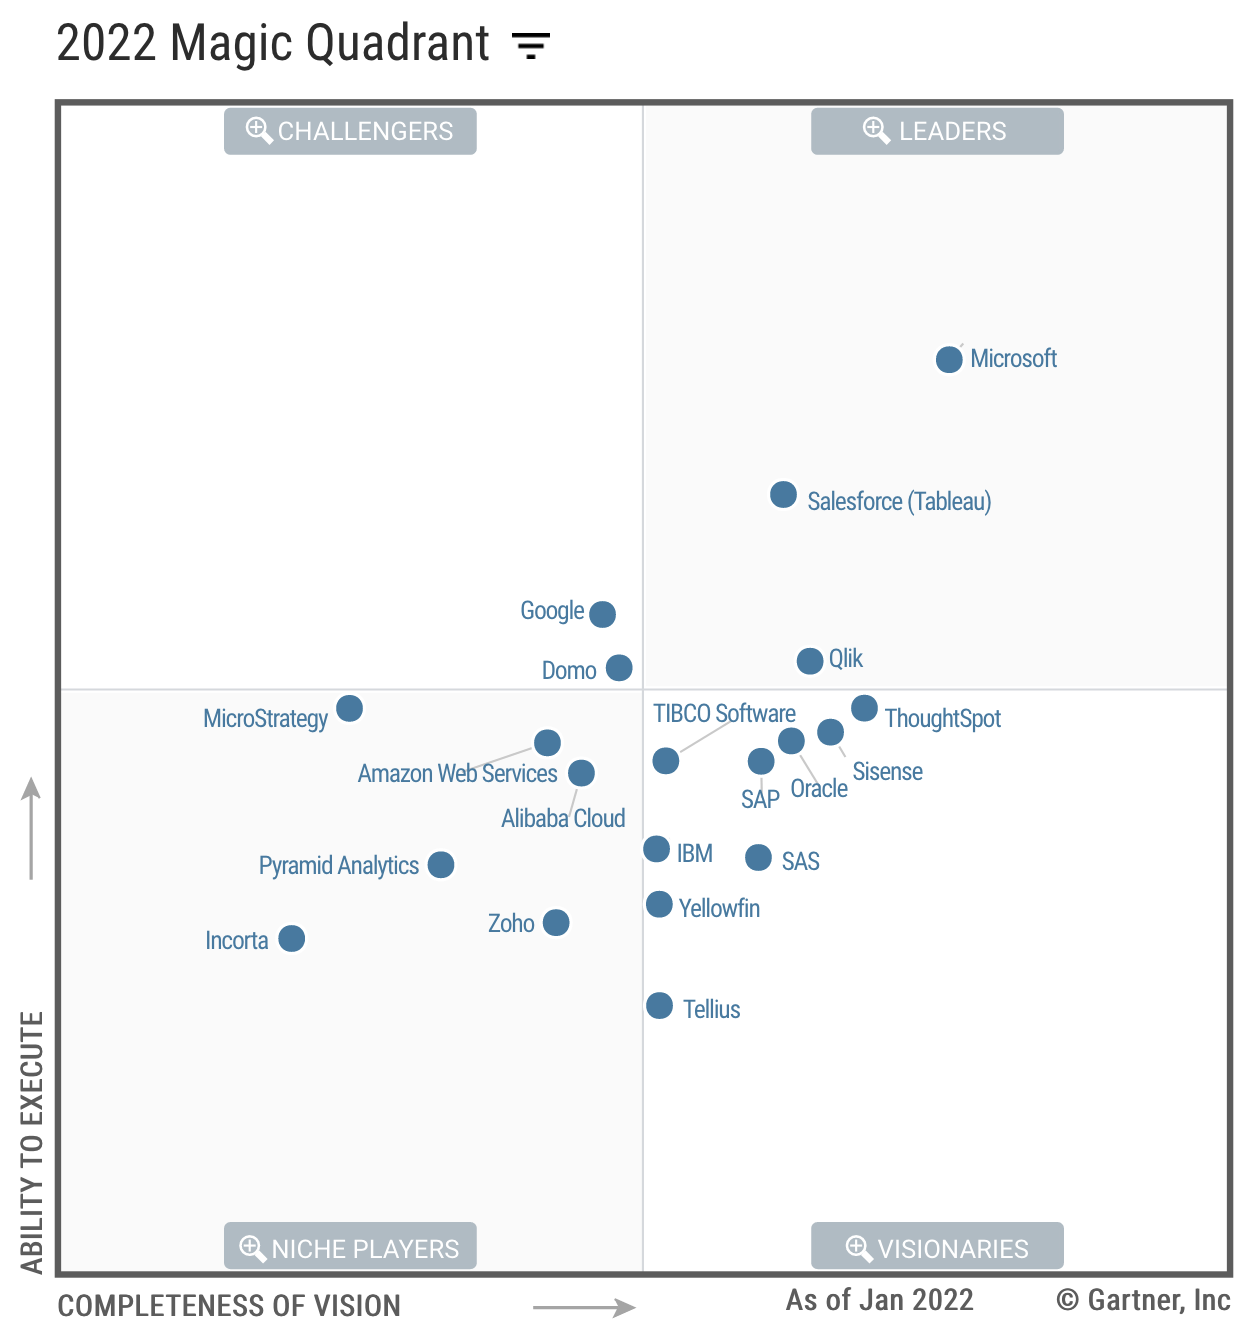 2022 Magic Quadrant
CHALLENGERS
LEADERS
Microsoft
Salesforce (Tableau)
Google
Domo
Qlik
MicroStrategy
TIBCO Software
ThoughtSpot
Amazon Web Services
Sisense
Oracle
SAP
Alibaba Cloud
IBM
SAS
Pyramid Analytics
Yellowfin
Zoho
Incorta
Tellius
ABILITY TO EXECUTE
NICHE PLAYERS
VISIONARIES
COMPLETENESS OF VISION
As of Jan 2022
© Gartner, Inc